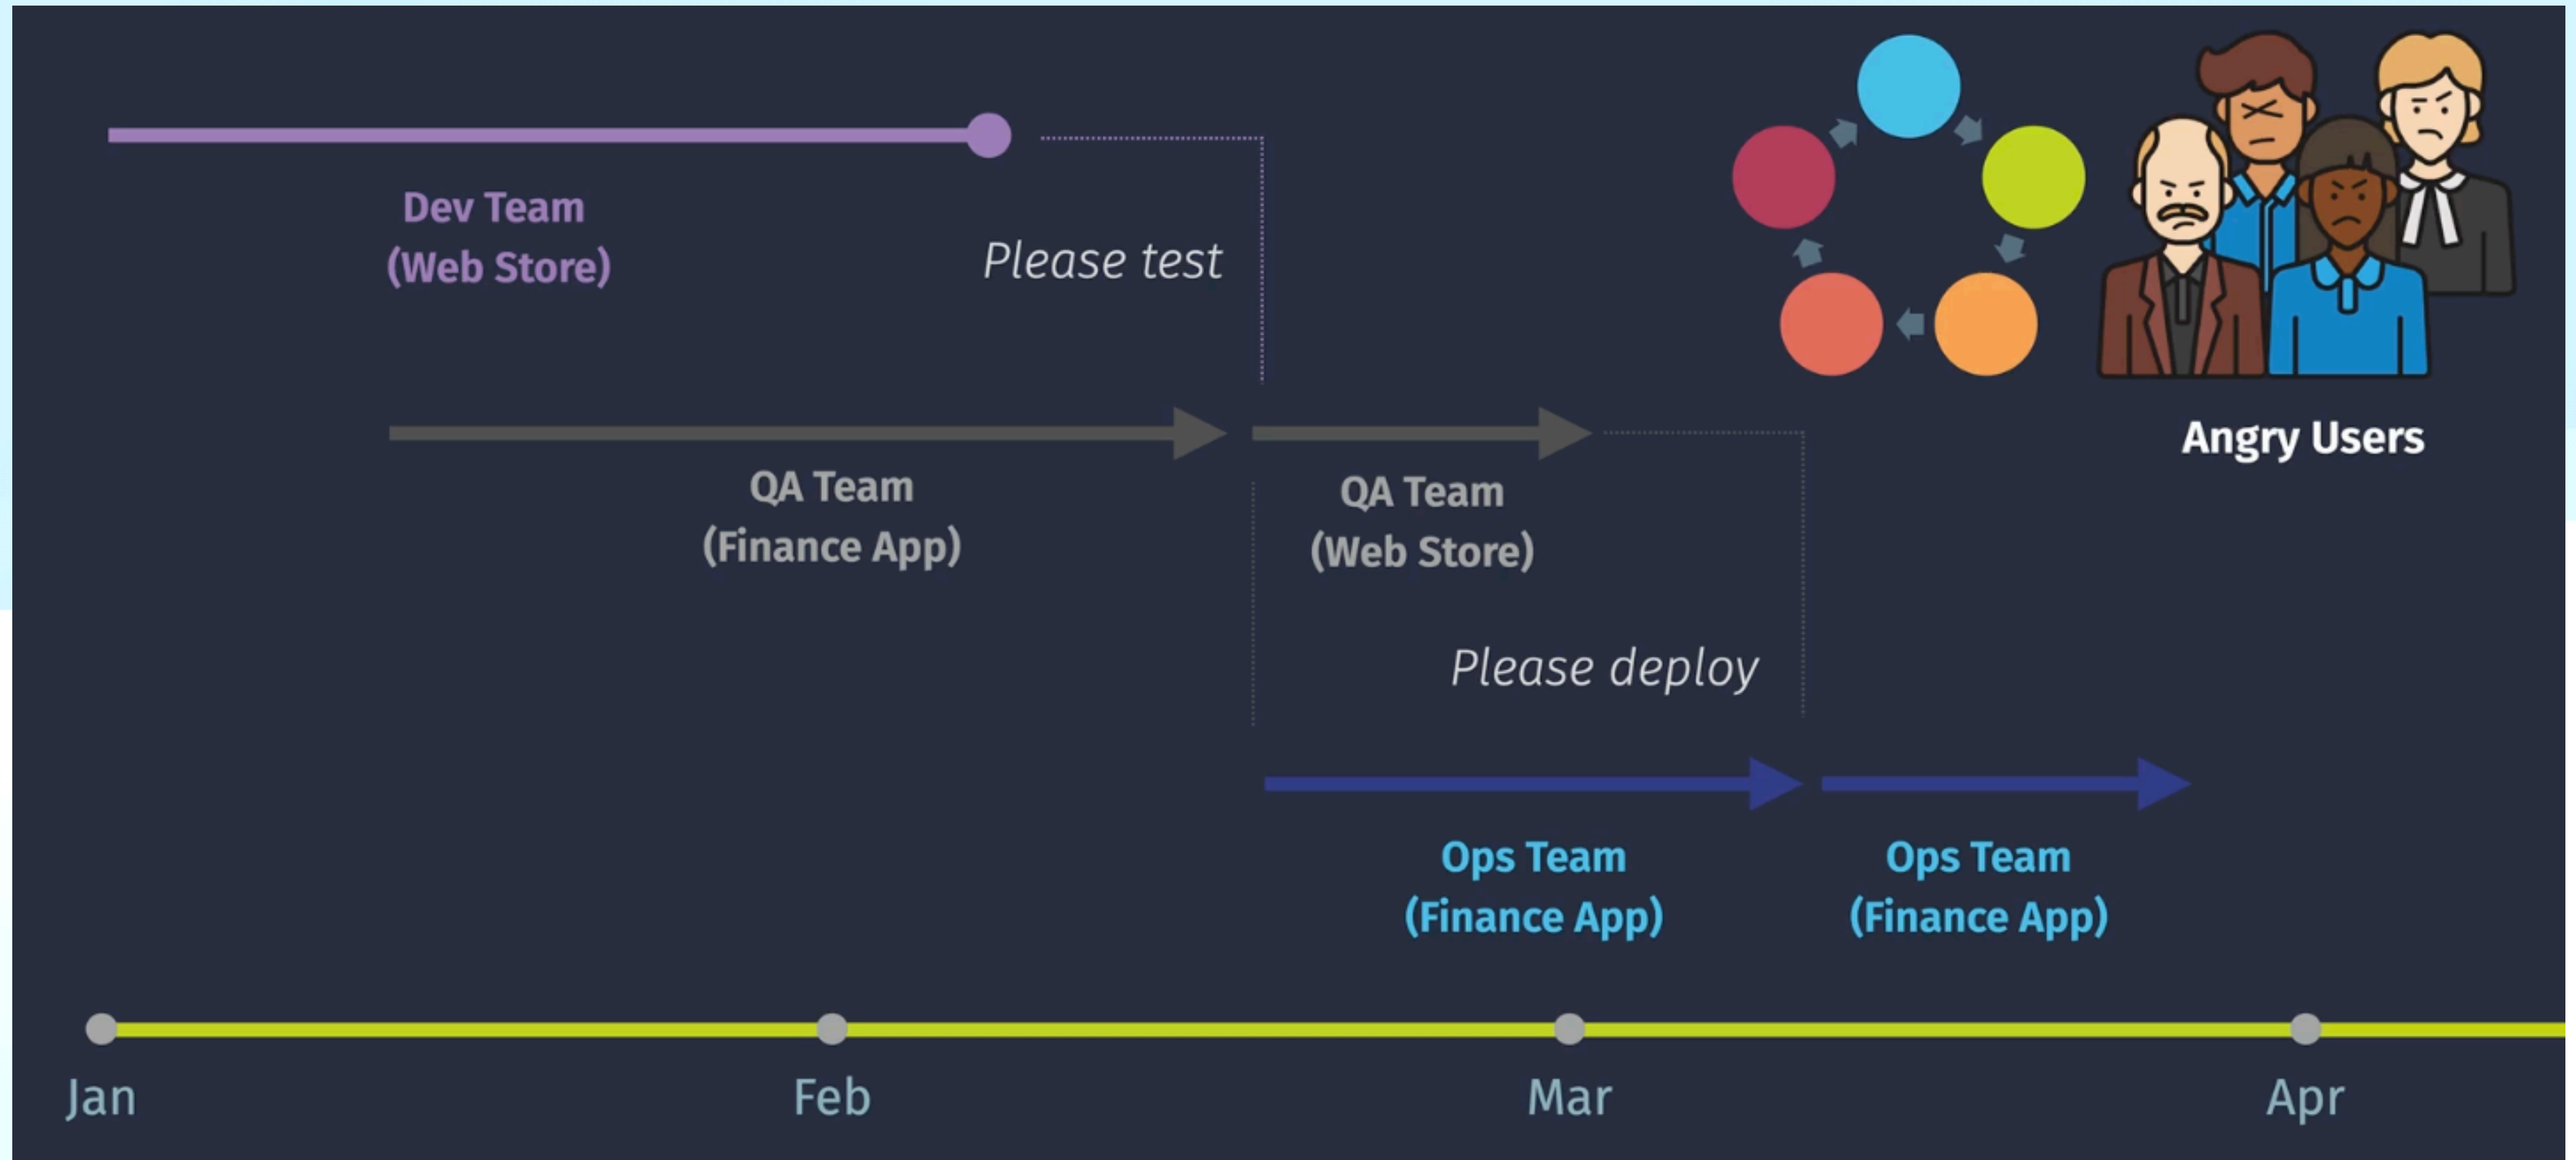 Dev Team
(Web Store)
Please test
Angry Users
QA Team
(Finance App)
QA Team
(Web Store)
Please deploy
Ops Team
(Finance App)
Ops Team
(Finance App)
Jan
Feb
Mar
Apr